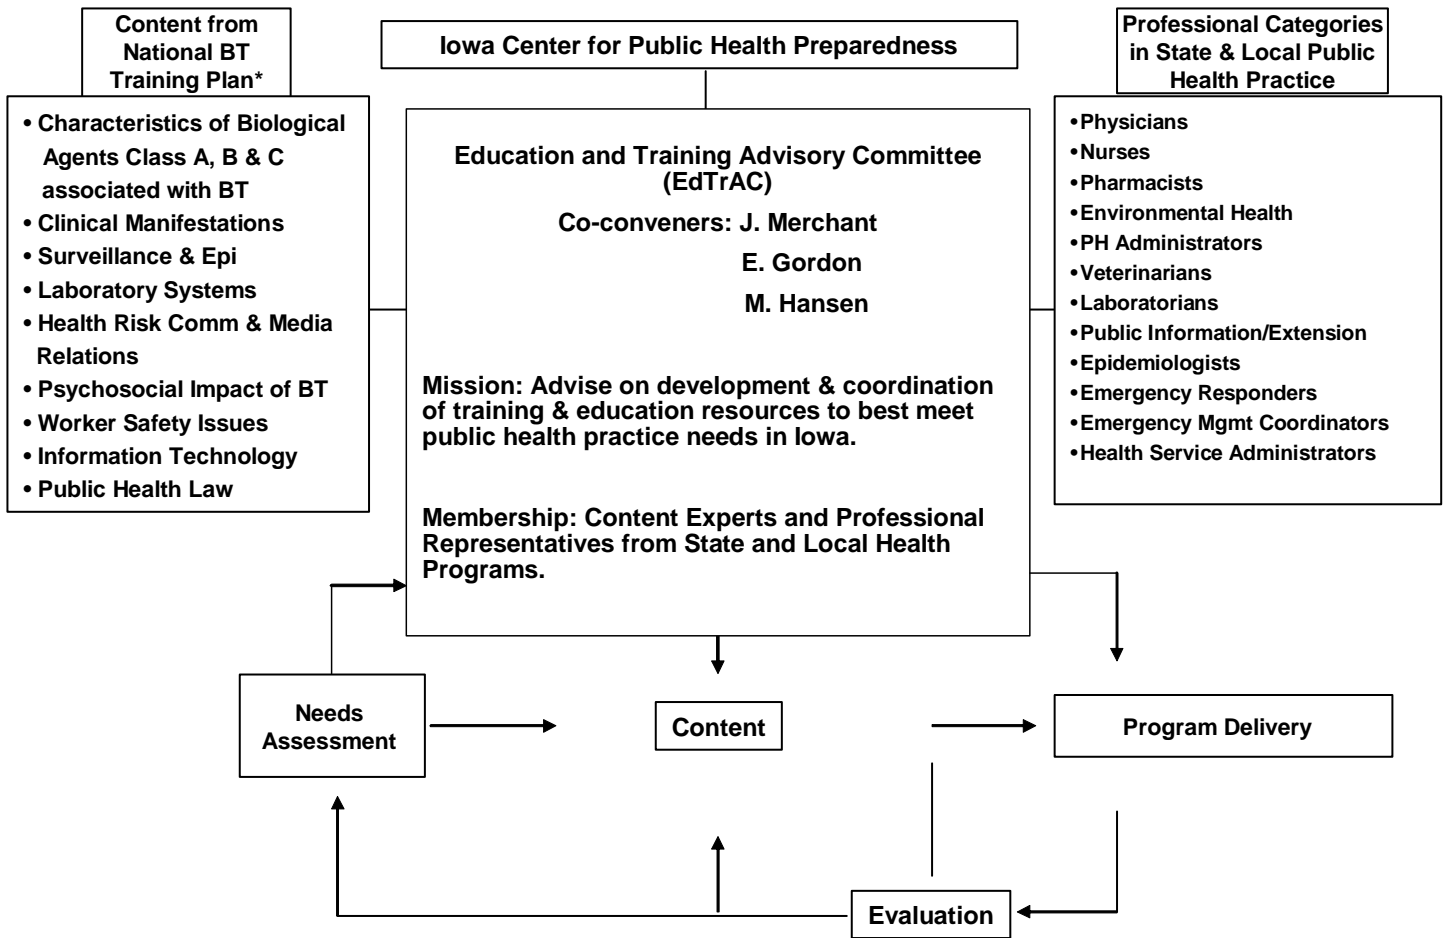 Content from
National BT
Training Plan*
• Characteristics of Biological
Agents Class A, B & C
associated with BT
• Clinical Manifestations
• Surveillance & Epi
• Laboratory Systems
• Health Risk Comm & Media
Relations
• Psychosocial Impact of BT
• Worker Safety Issues
• Information Technology
• Public Health Law
Iowa Center for Public Health Preparedness
Education and Training Advisory Committee
(EdTrAC)
Co-conveners: J. Merchant
E. Gordon
M. Hansen
Mission: Advise on development & coordination
of training & education resources to best meet
public health practice needs in Iowa.
Membership: Content Experts and Professional
Representatives from State and Local Health
Programs.
Professional Categories
in State & Local Public
Health Practice
•Physicians
•Nurses
•Pharmacists
•Environmental Health
•PH Administrators
•Veterinarians
•Laboratorians
•Public Information/Extension
•Epidemiologists
•Emergency Responders
•Emergency Mgmt Coordinators
•Health Service Administrators
Needs
Assessment
Content
Program Delivery
Evaluation